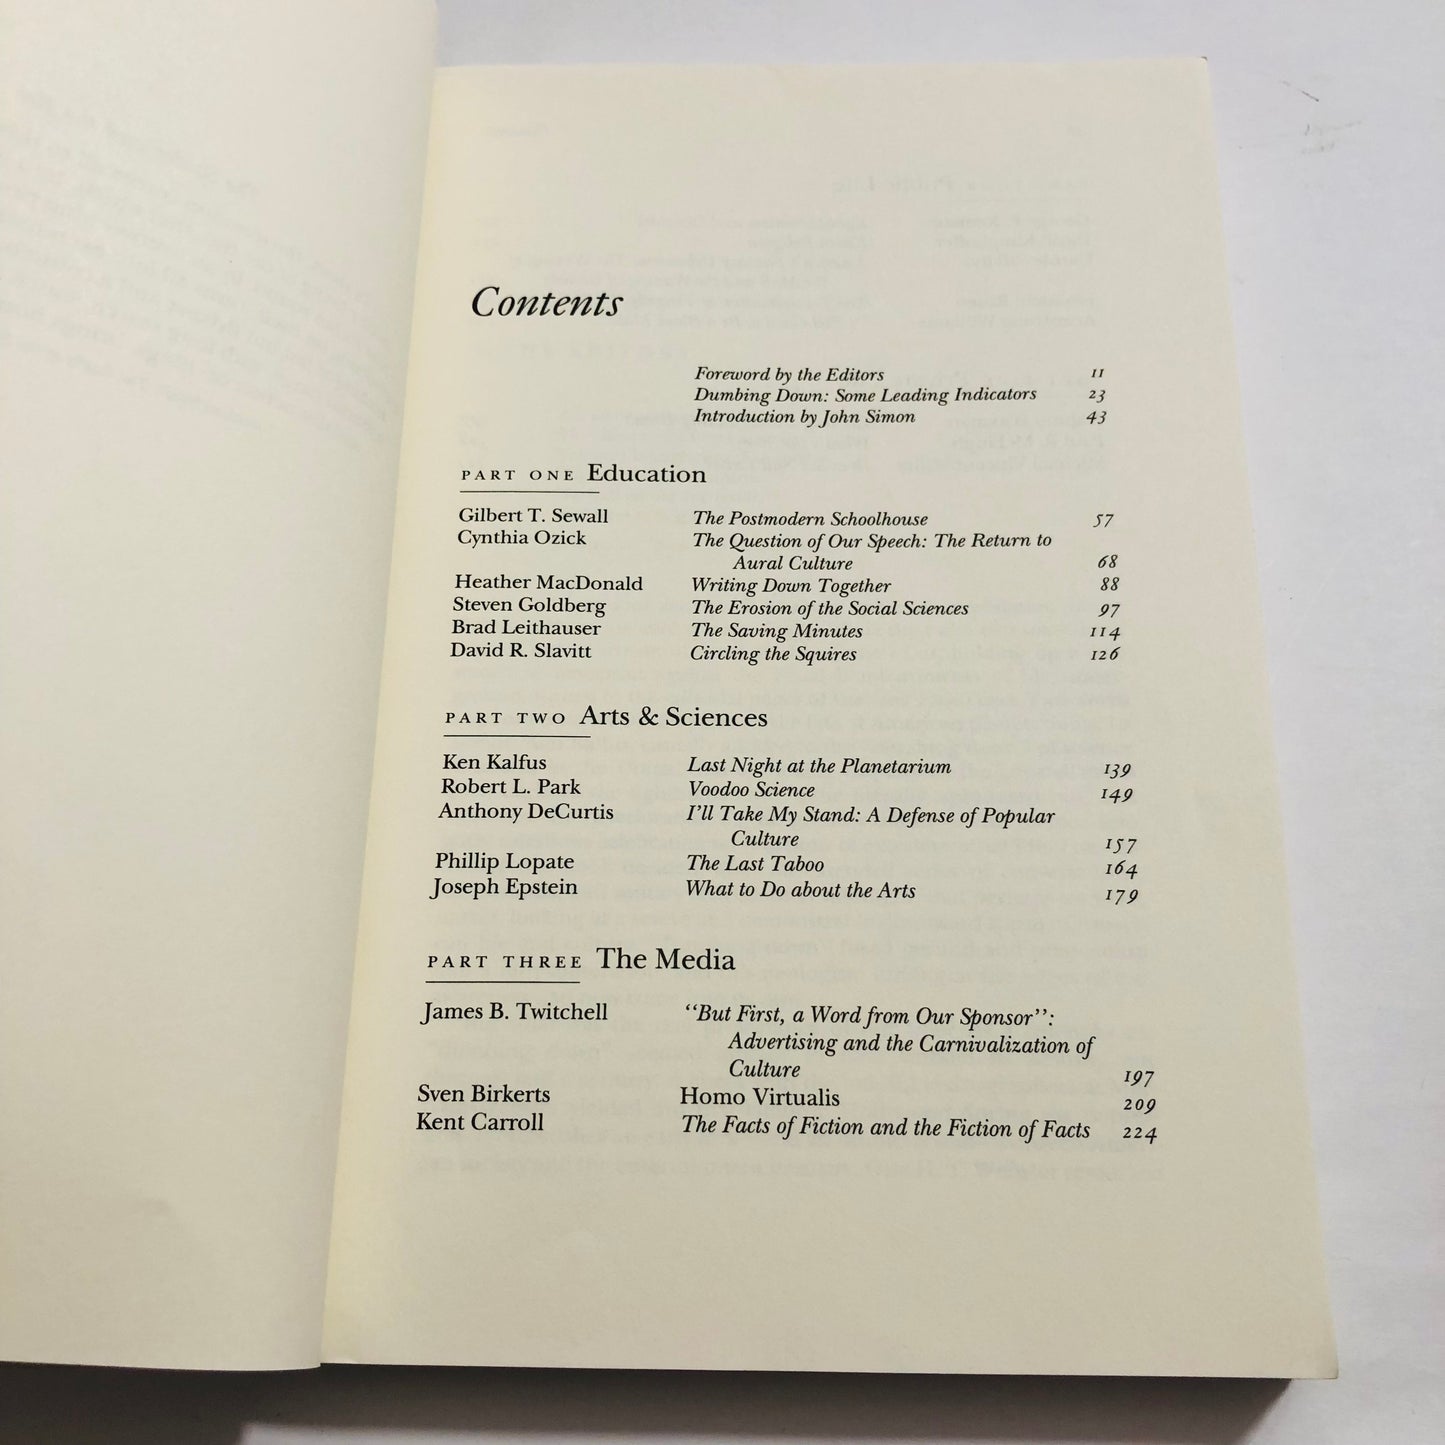 Contents
Foreword by the Editors 11
Dumbing Down: Some Leading Indicators 23
Introduction by John Simon 43
PART ONE Education
Gilbert T. Sewall The Postmodern Schoolhouse 57
Cynthia Ozick The Question of Our Speech: The Return to
Aural Culture 68
Heather MacDonald Writing Down Together 88
Steven Goldberg The Erosion of the Social Sciences 97
Brad Leithauser The Saving Minutes 114
David R. Slavitt Circling the Squires 126
PART TWO Arts & Sciences
Ken Kalfus Last Night at the Planetarium 139
Robert L. Park Voodoo Science 149
Anthony DeCurtis I'll Take My Stand: A Defense of Popular
Culture 157
Phillip Lopate The Last Taboo 164
Joseph Epstein What to Do about the Arts 179
PART THREE The Media
James B. Twitchell "But First, a Word from Our Sponsor":
Advertising and the Carnivalization of
Culture 197
Sven Birkerts Homo Virtualis 209
Kent Carroll The Facts of Fiction and the Fiction of Facts 224